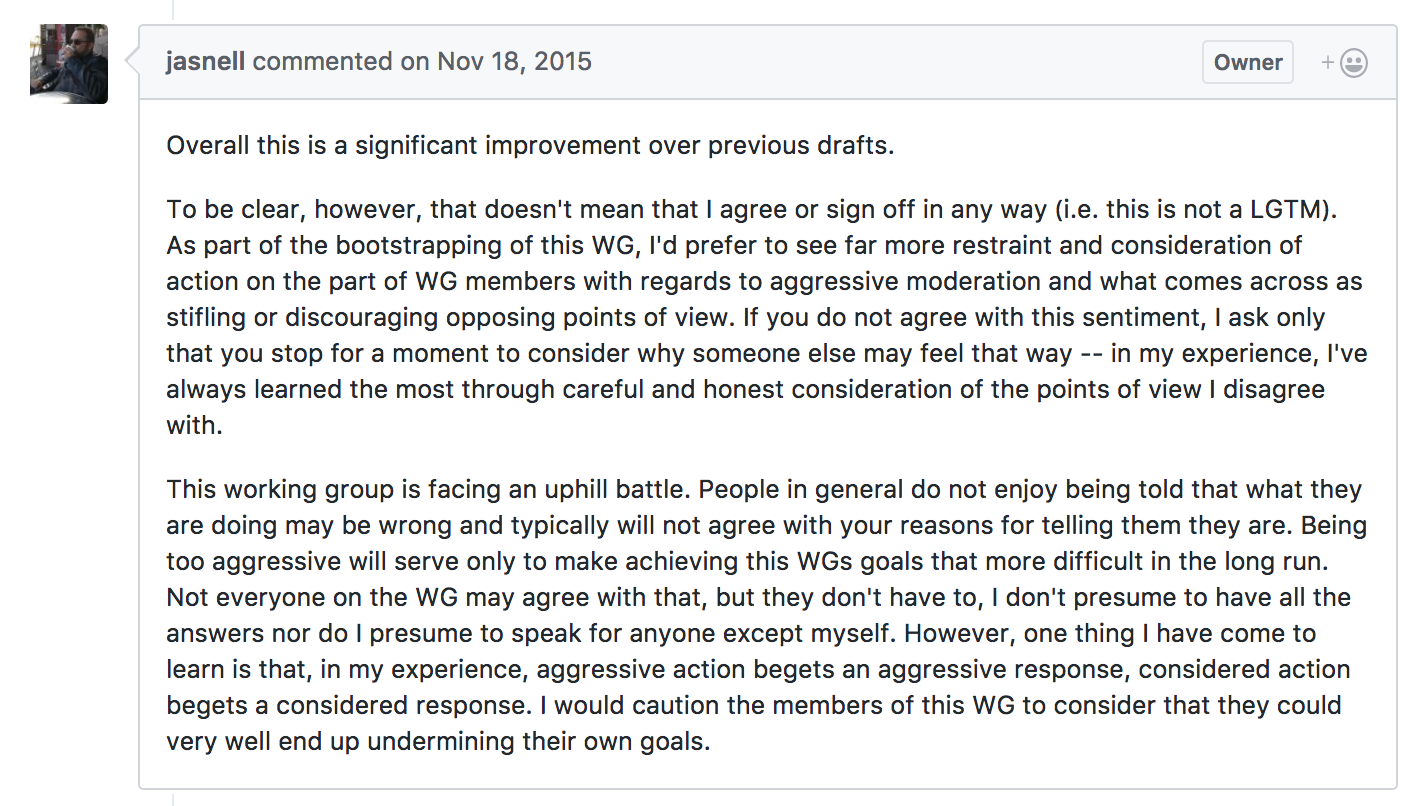 jasnell commented on Nov 18, 2015
Owner
+
Overall this is a significant improvement over previous drafts.
To be clear, however, that doesn't mean that I agree or sign off in any way (i.e. this is not a LGTM).
As part of the bootstrapping of this WG, I'd prefer to see far more restraint and consideration of
action on the part of WG members with regards to aggressive moderation and what comes across as
stifling or discouraging opposing points of view. If you do not agree with this sentiment, I ask only
that you stop for a moment to consider why someone else may feel that way -- in my experience, I've
always learned the most through careful and honest consideration of the points of view I disagree
with.
This working group is facing an uphill battle. People in general do not enjoy being told that what they
are doing may be wrong and typically will not agree with your reasons for telling them they are. Being
too aggressive will serve only to make achieving this WGs goals that more difficult in the long run.
Not everyone on the WG may agree with that, but they don't have to, I don't presume to have all the
answers nor do I presume to speak for anyone except myself. However, one thing I have come to
learn is that, in my experience, aggressive action begets an aggressive response, considered action
begets a considered response. I would caution the members of this WG to consider that they could
very well end up undermining their own goals.